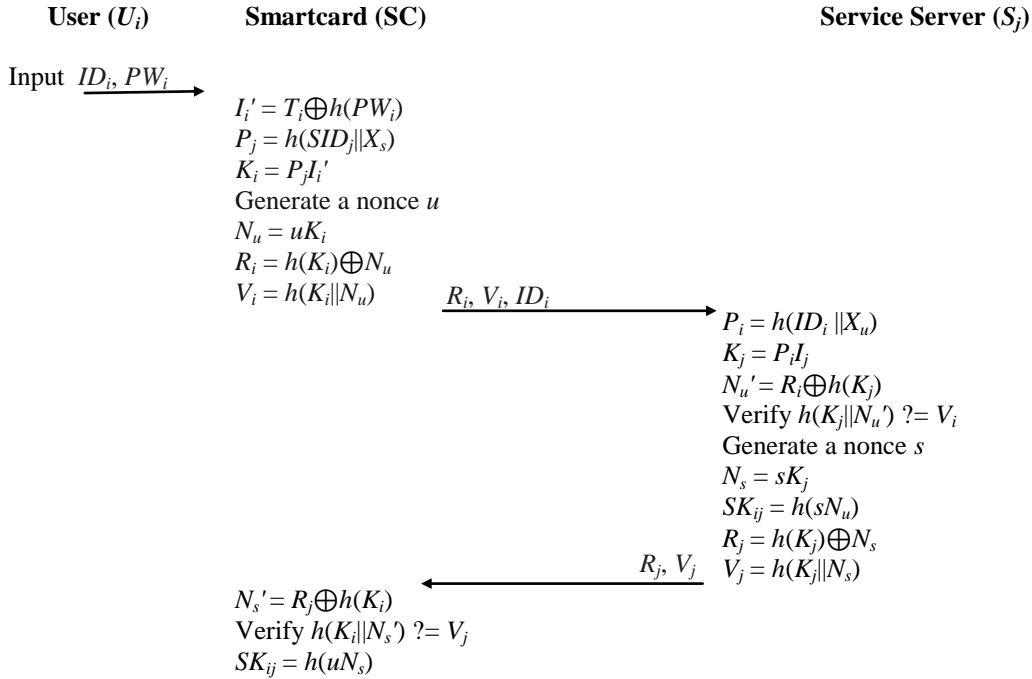 User (Uᵢ) Smartcard (SC) Service Server (Sⱼ)
Input IDᵢ, PWᵢ
Iᵢ' = Tᵢ⊕h(PWᵢ)
Pⱼ = h(SIDⱼ||Xₛ)
Kᵢ = PⱼIᵢ'
Generate a nonce u
Nᵤ = uKᵢ
Rᵢ = h(Kᵢ)⊕Nᵤ
Vᵢ = h(Kᵢ||Nᵤ)
Rᵢ, Vᵢ, IDᵢ
Pᵢ = h(IDᵢ ||Xᵤ)
Kⱼ = PᵢIⱼ
Nᵤ' = Rᵢ⊕h(Kⱼ)
Verify h(Kⱼ||Nᵤ') ?= Vᵢ
Generate a nonce s
Nₛ = sKⱼ
SKᵢⱼ = h(sNᵤ)
Rⱼ = h(Kⱼ)⊕Nₛ
Vⱼ = h(Kⱼ||Nₛ)
Rⱼ, Vⱼ
Nₛ' = Rⱼ⊕h(Kᵢ)
Verify h(Kᵢ||Nₛ') ?= Vⱼ
SKᵢⱼ = h(uNₛ)